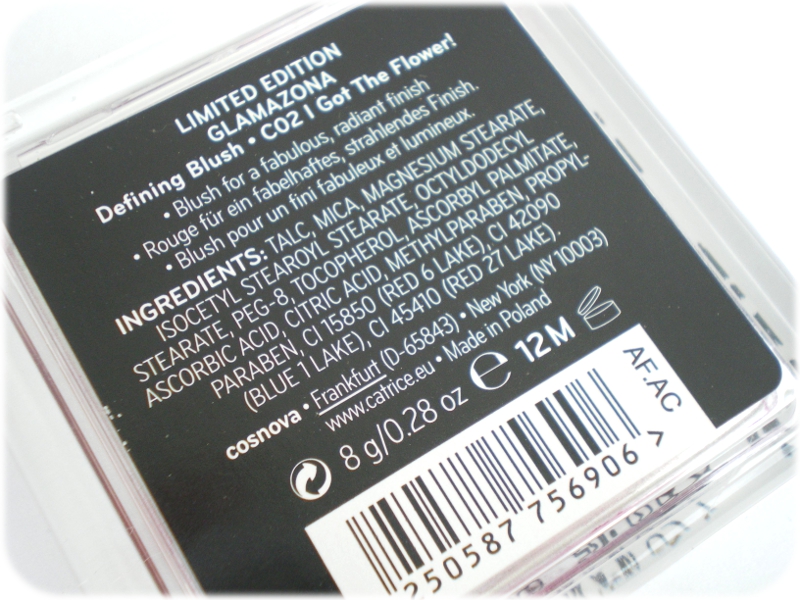 LIMITED EDITION
GLAMAZONA
Defining Blush • C02 I Got The Flower!
• Blush for a fabulous, radiant finish
• Rouge für ein fabelhaftes, strahlendes Finish.
• Blush pour un fini fabuleux et lumineux.
INGREDIENTS: TALC, MICA, MAGNESIUM STEARATE,
ISOCETYL STEAROYL STEARATE, OCTYLDODECYL
STEARATE, PEG-8, TOCOPHEROL, ASCORBYL PALMITATE,
ASCORBIC ACID, CITRIC ACID, METHYLPARABEN, PROPYL-
PARABEN, CI 15850 (RED 6 LAKE), CI 42090
(BLUE 1 LAKE), CI 45410 (RED 27 LAKE).
cosnova • Frankfurt (D-65843) • New York (NY 10003)
www.catrice.eu • Made in Poland
8 g/0.28 oz e 12 M
AF.AC
250587 756906 >